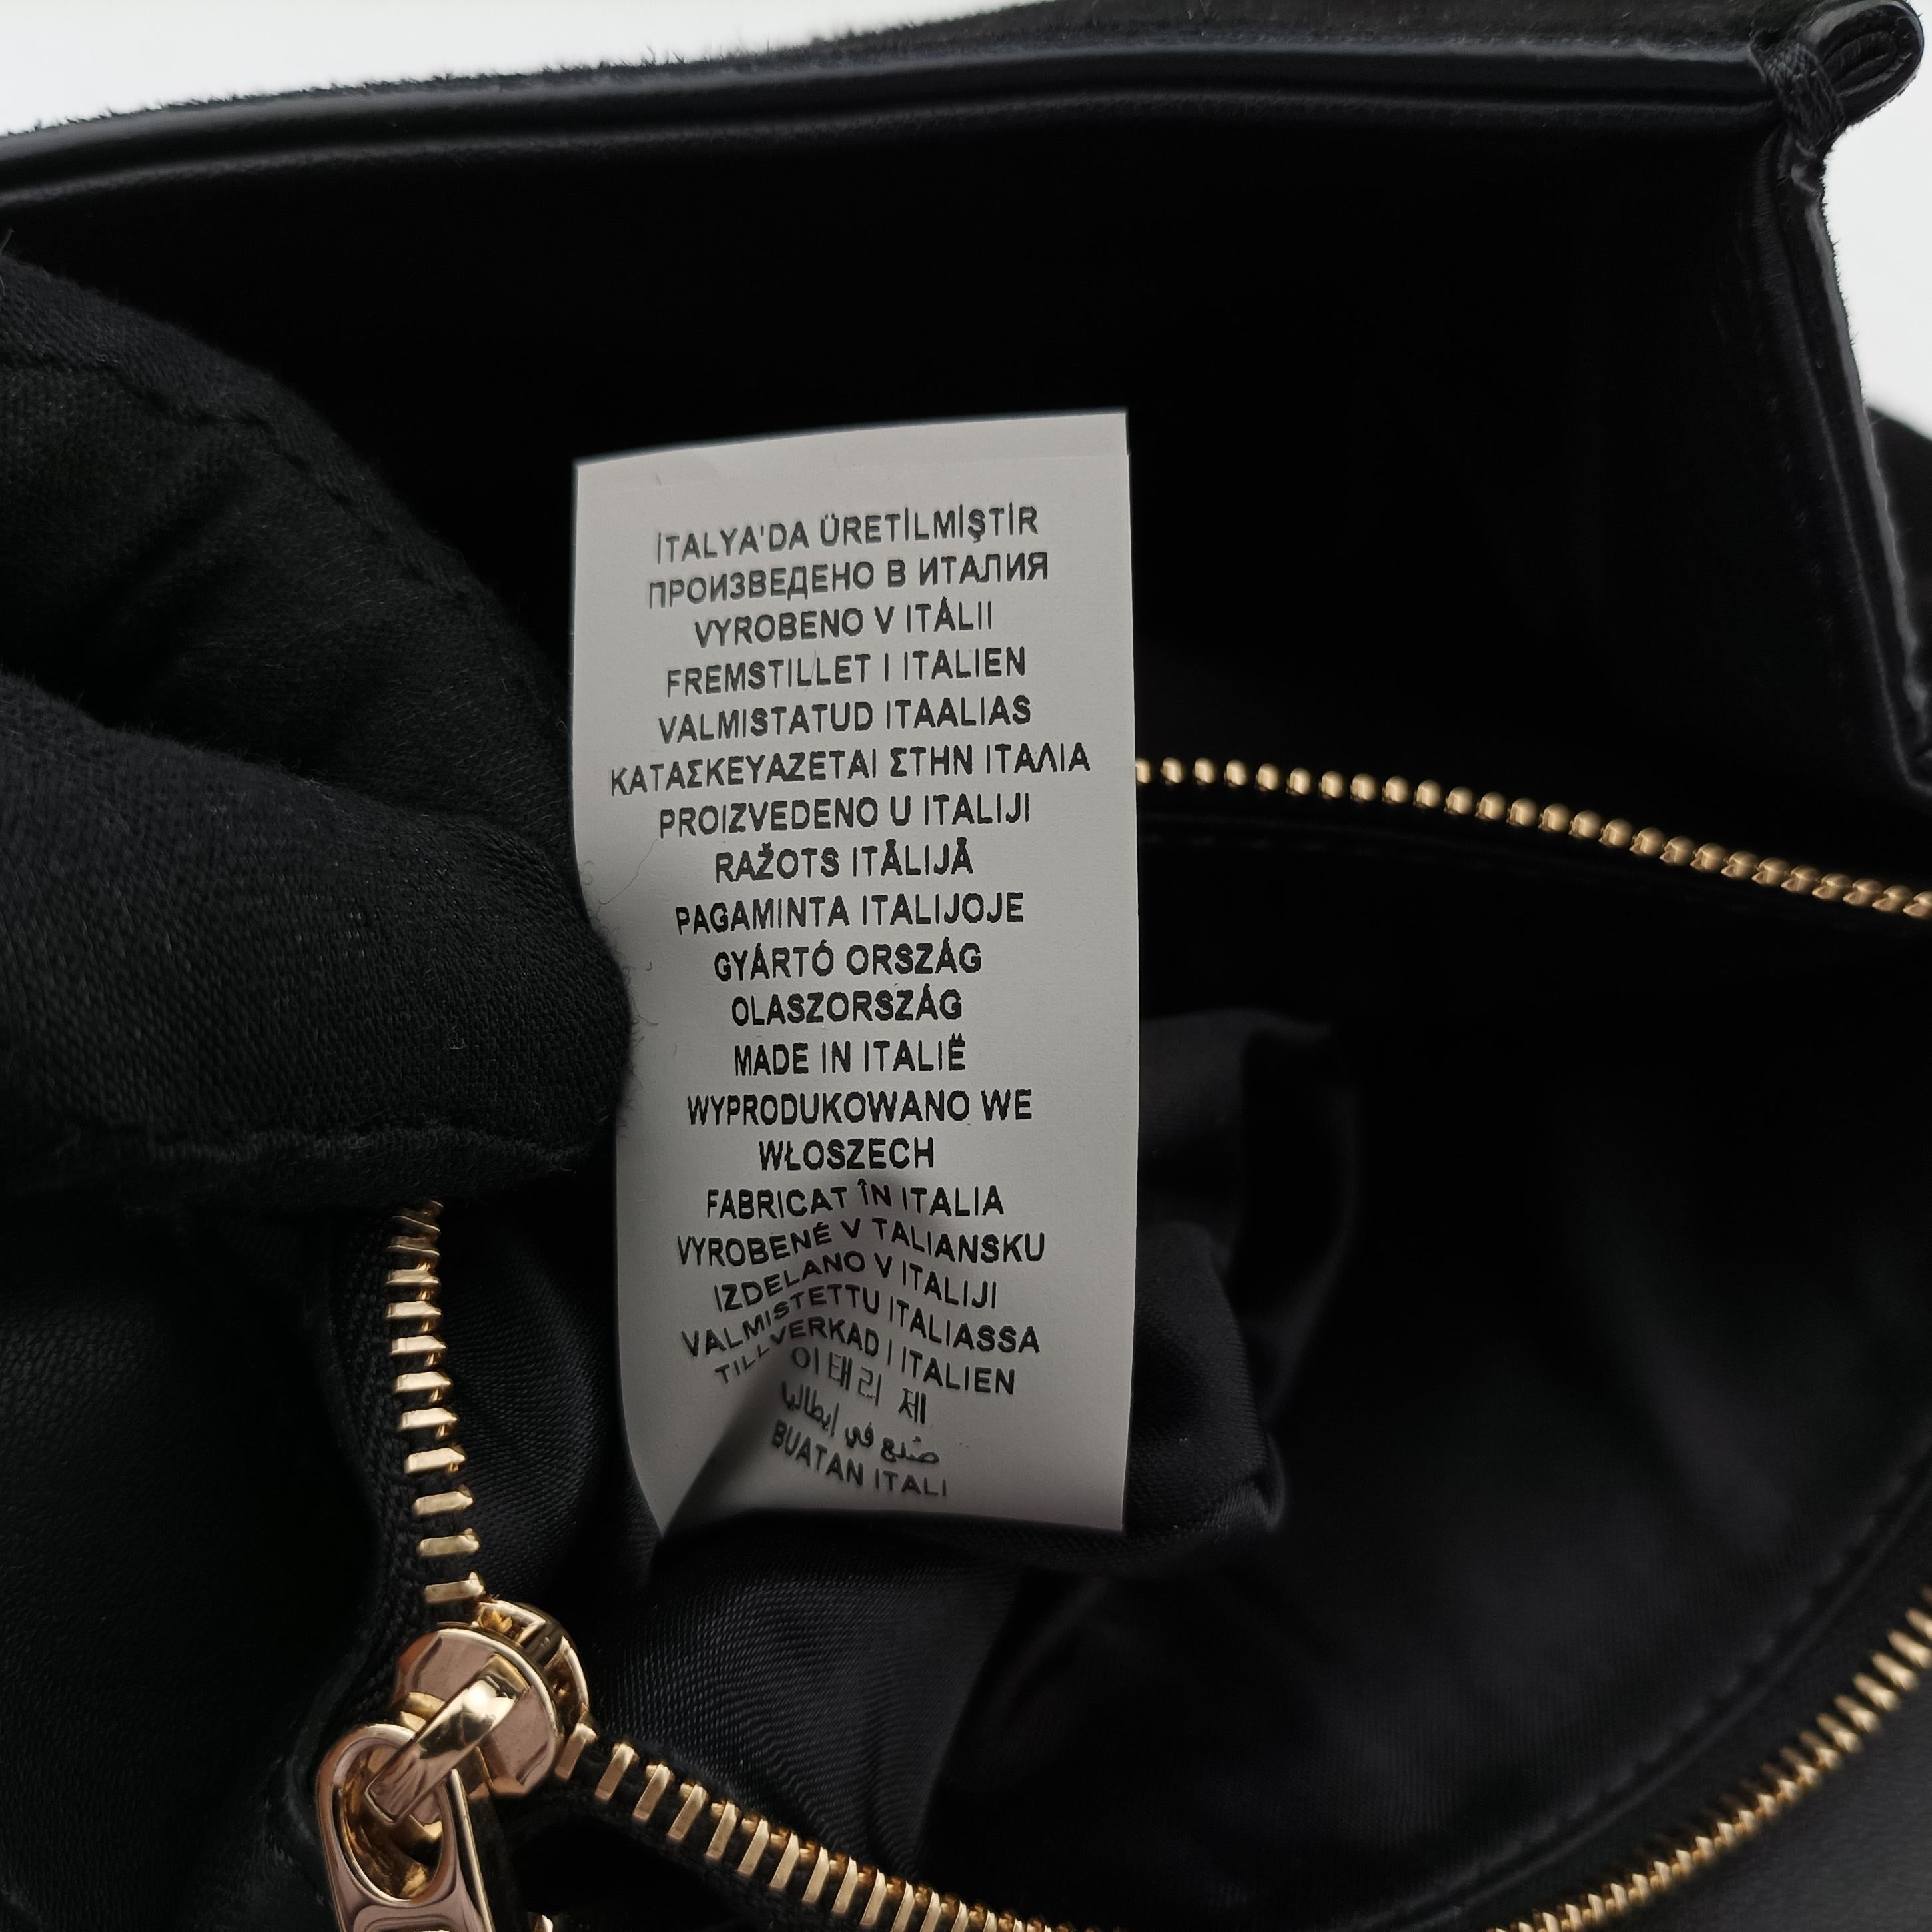 İTALYA'DA ÜRETİLMİŞTİR
ПРОИЗВЕДЕНО В ИТАЛИЯ
VYROBENO V ITÁLII
FREMSTILLET I ITALIEN
VALMISTATUD ITAALIAS
ΚΑΤΑΣΚΕΥΑΖΕΤΑΙ ΣΤΗΝ ΙΤΑΛΙΑ
PROIZVEDENO U ITALIJI
RAŽOTS ITĀLIJĀ
PAGAMINTA ITALIJOJE
GYÁRTÓ ORSZÁG
OLASZORSZÁG
MADE IN ITALIË
WYPRODUKOWANO WE
WŁOSZECH
FABRICAT ÎN ITALIA
VYROBENÉ V TALIANSKU
IZDELANO V ITALIJI
VALMISTETTU ITALIASSA
TILLVERKAD I ITALIEN
이태리 제
صنع في إيطاليا
BUATAN ITALI